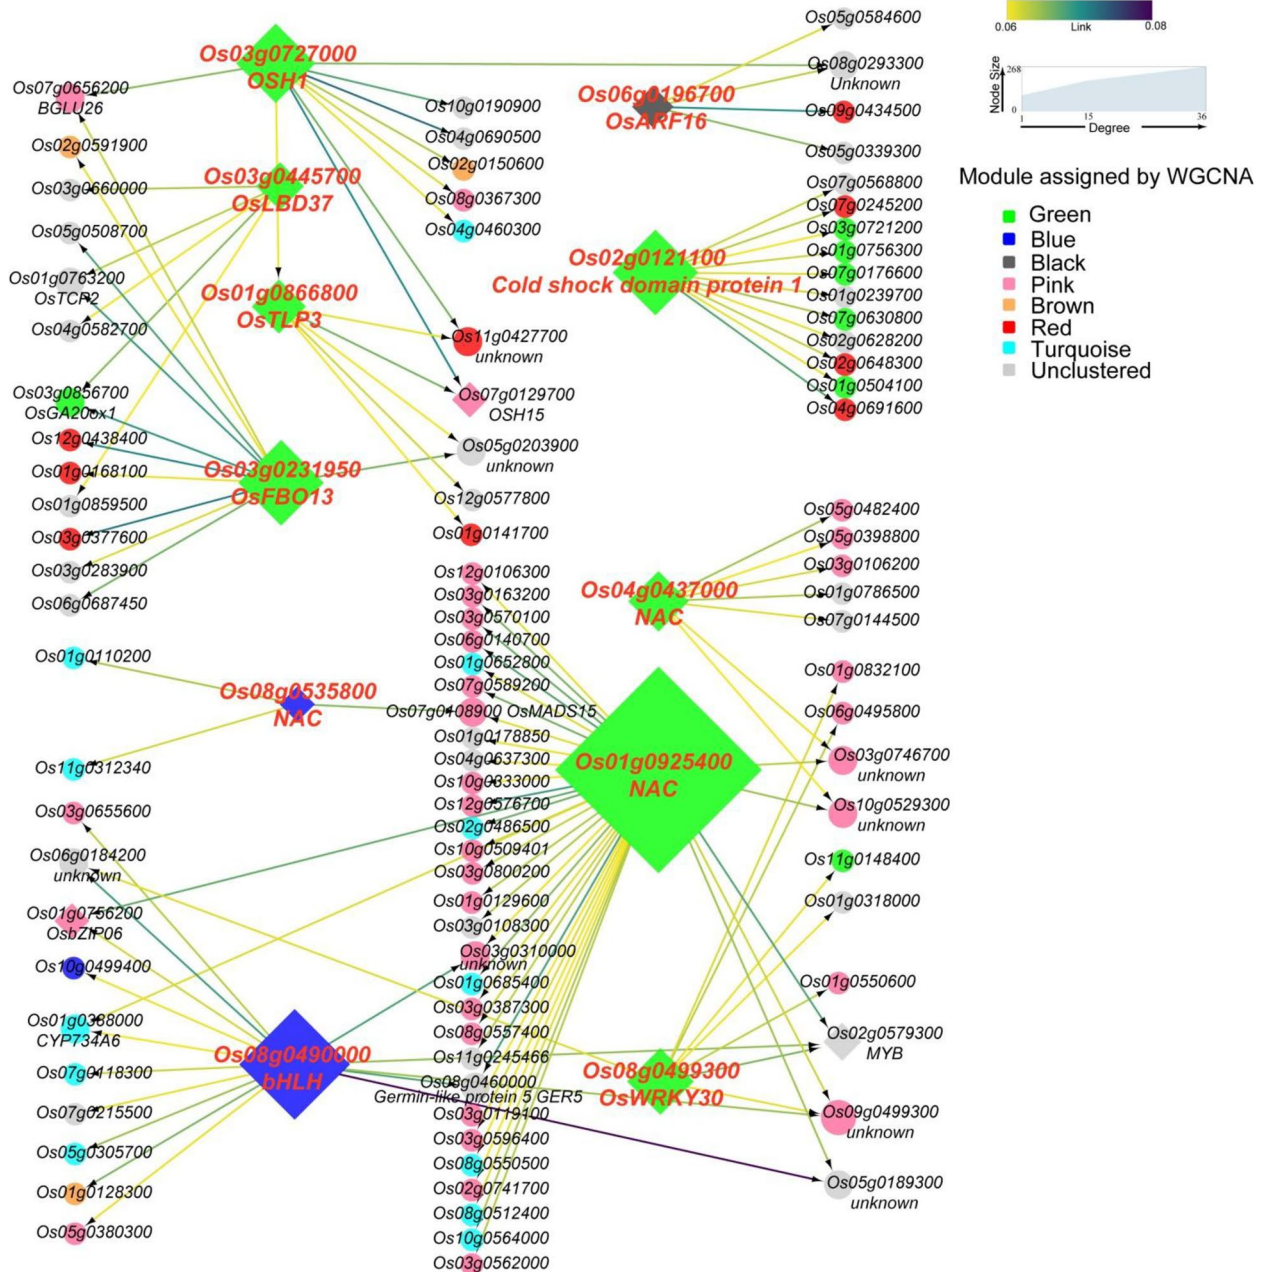 0.06
Link
0.08
Node Size
268
0
1
15
36
Degree
Module assigned by WGCNA
Green
Blue
Black
Pink
Brown
Red
Turquoise
Unclustered
Os03g0727000
OSH1
Os03g0445700
OsLBD37
Os01g0866800
OsTLP3
Os03g0231950
OsFBO13
Os07g0656200
BGLU26
Os02g0591900
Os03g0660000
Os05g0508700
Os01g0763200
OsTCP2
Os04g0582700
Os03g0856700
OsGA20ox1
Os12g0438400
Os01g0168100
Os01g0859500
Os03g0377600
Os03g0283900
Os06g0687450
Os10g0190900
Os04g0690500
Os02g0150600
Os08g0367300
Os04g0460300
Os11g0427700
unknown
Os07g0129700
OSH15
Os05g0203900
unknown
Os12g0577800
Os01g0141700
Os06g0196700
OsARF16
Os05g0584600
Os08g0293300
Unknown
Os09g0434500
Os05g0339300
Os02g0121100
Cold shock domain protein 1
Os07g0568800
Os07g0245200
Os03g0721200
Os01g0756300
Os07g0176600
Os01g0239700
Os07g0630800
Os02g0628200
Os02g0648300
Os01g0504100
Os04g0691600
Os04g0437000
NAC
Os05g0482400
Os05g0398800
Os03g0106200
Os01g0786500
Os07g0144500
Os01g0110200
Os08g0535800
NAC
Os11g0312340
Os12g0106300
Os03g0163200
Os03g0570100
Os06g0140700
Os01g0652800
Os07g0589200
Os07g0108900 OsMADS15
Os01g0178850
Os04g0637300
Os10g0333000
Os12g0576700
Os02g0486500
Os10g0509401
Os03g0800200
Os01g0129600
Os03g0108300
Os03g0310000
unknown
Os01g0685400
Os03g0387300
Os08g0557400
Os11g0245466
Os08g0460000
Germin-like protein 5 GER5
Os03g0119100
Os03g0596400
Os08g0550500
Os02g0741700
Os08g0512400
Os10g0564000
Os03g0562000
Os01g0925400
NAC
Os01g0832100
Os06g0495800
Os03g0746700
unknown
Os10g0529300
unknown
Os11g0148400
Os01g0318000
Os01g0550600
Os02g0579300
MYB
Os09g0499300
unknown
Os05g0189300
unknown
Os08g0499300
OsWRKY30
Os03g0655600
Os06g0184200
unknown
Os01g0756200
OsbZIP06
Os10g0499400
Os01g0388000
CYP734A6
Os07g0118300
Os07g0215500
Os05g0305700
Os01g0128300
Os05g0380300
Os08g0490000
bHLH